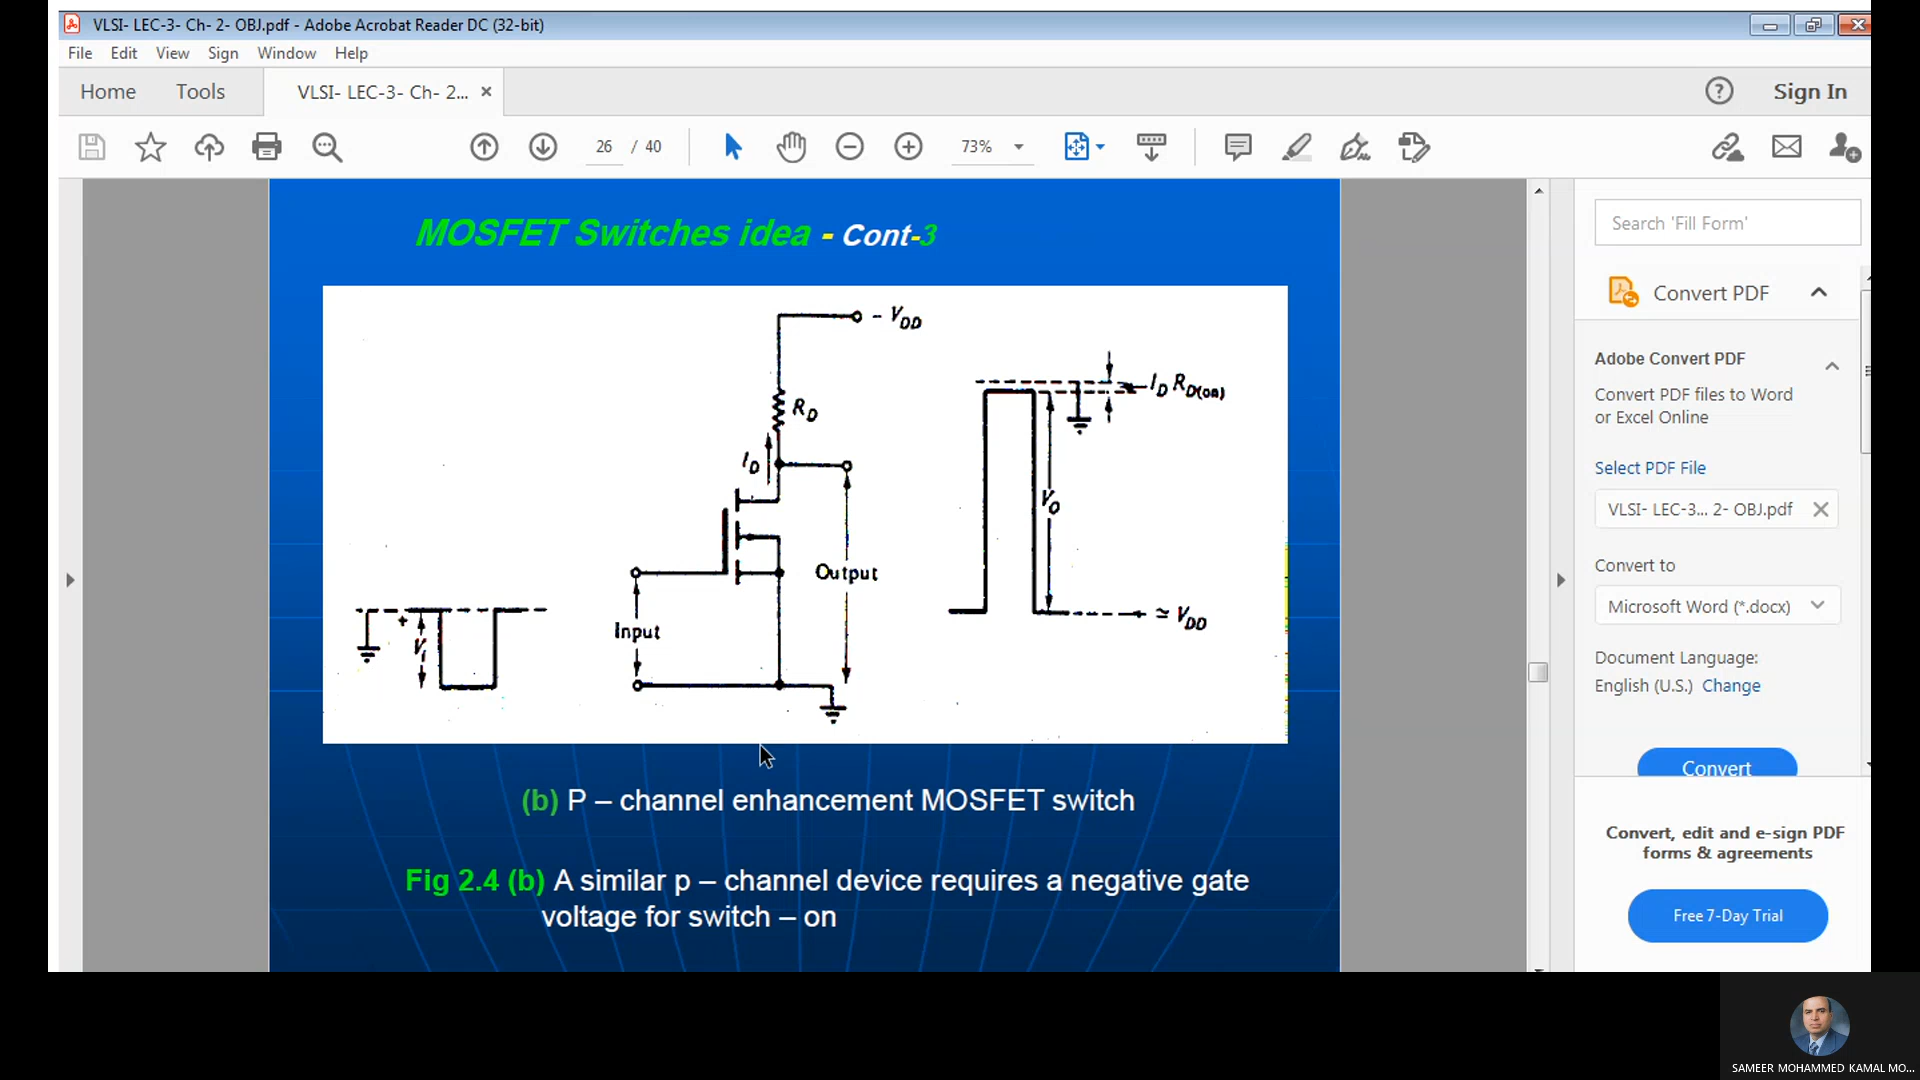 VLSI- LEC-3- Ch- 2- OBJ.pdf - Adobe Acrobat Reader DC (32-bit)
File Edit View Sign Window Help
Home Tools VLSI- LEC-3- Ch- 2... × Sign In
26 / 40 73%
MOSFET Switches idea - Cont-3
- VDD
RD
ID
Input
Output
+
Vi
ID RD(on)
VO
≃ VDD
(b) P – channel enhancement MOSFET switch
Fig 2.4 (b) A similar p – channel device requires a negative gate
voltage for switch – on
Search 'Fill Form'
Convert PDF
Adobe Convert PDF
Convert PDF files to Word
or Excel Online
Select PDF File
VLSI- LEC-3... 2- OBJ.pdf
Convert to
Microsoft Word (*.docx)
Document Language:
English (U.S.) Change
Convert
Convert, edit and e-sign PDF
forms & agreements
Free 7-Day Trial
SAMEER MOHAMMED KAMAL MO...